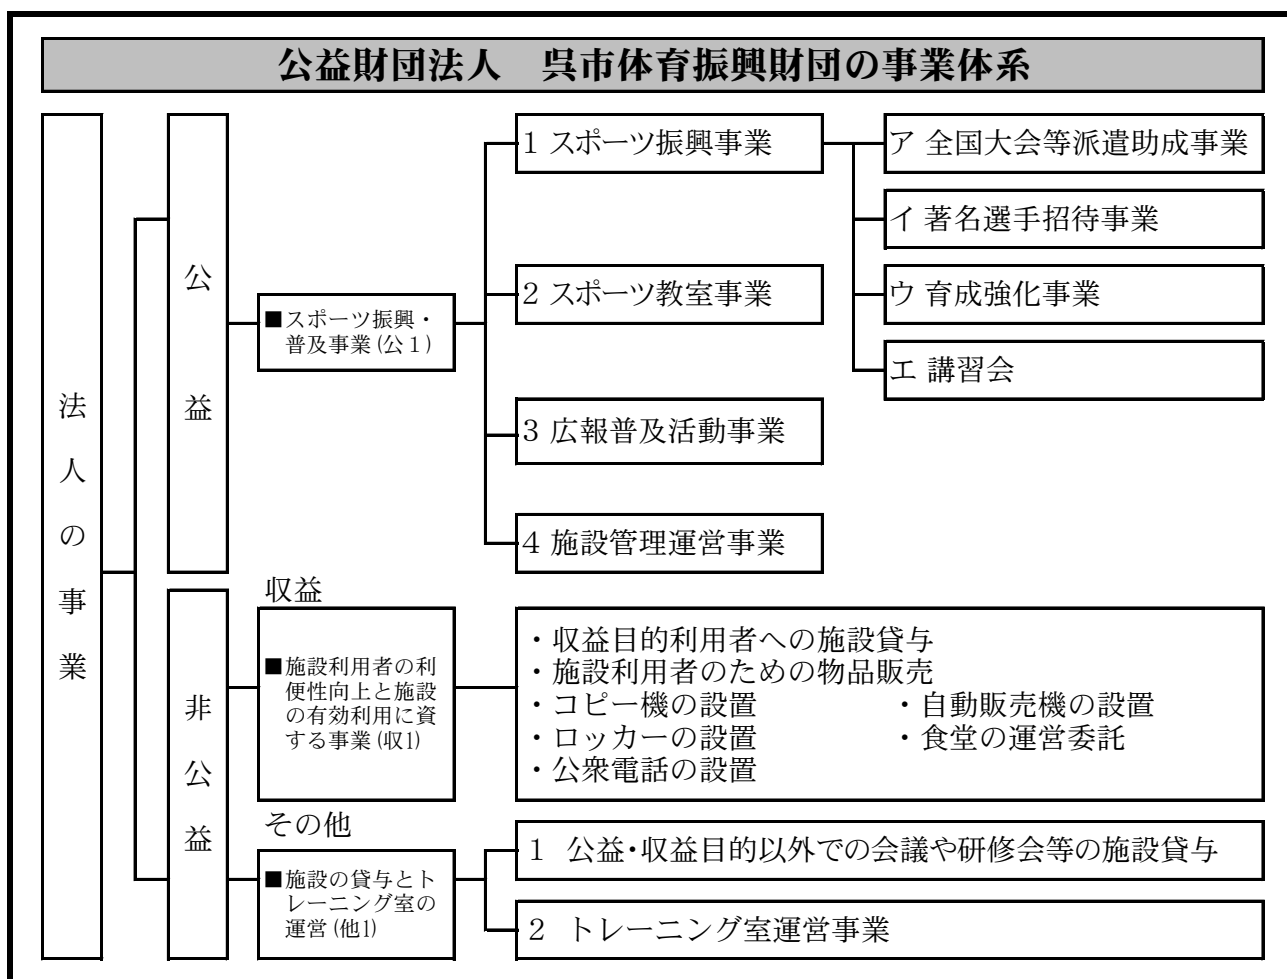 公益財団法人　呉市体育振興財団の事業体系
法人の事業
公益
■スポーツ振興・
普及事業(公１)
１スポーツ振興事業
ア 全国大会等派遣助成事業
イ 著名選手招待事業
ウ 育成強化事業
エ 講習会
２スポーツ教室事業
３広報普及活動事業
４施設管理運営事業
非公益
収益
■施設利用者の利
便性向上と施設
の有効利用に資
する事業(収1)
・収益目的利用者への施設貸与
・施設利用者のための物品販売
・コピー機の設置　　　　　・自動販売機の設置
・ロッカーの設置　　　　　・食堂の運営委託
・公衆電話の設置
その他
■施設の貸与とト
レーニング室の
運営(他1)
１　公益・収益目的以外での会議や研修会等の施設貸与
２　トレーニング室運営事業